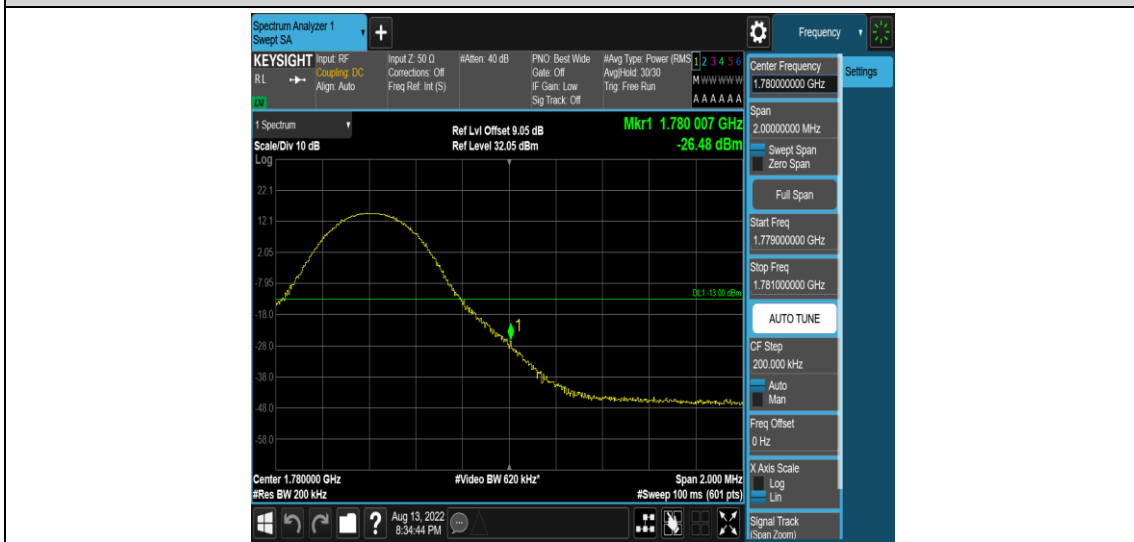 Spectrum Analyzer 1
Swept SA
+
Frequency
KEYSIGHT
RL
Input: RF
Coupling: DC
Align: Auto
Input Z: 50 Ω
Corrections: Off
Freq Ref: Int (S)
#Atten: 40 dB
PNO: Best Wide
Gate: Off
IF Gain: Low
Sig Track: Off
#Avg Type: Power (RMS
Avg|Hold: 30/30
Trig: Free Run
1 2 3 4 5 6
M W W W W W
A A A A A A
Center Frequency
1.780000000 GHz
Settings
Span
2.00000000 MHz
Swept Span
Zero Span
Full Span
Start Freq
1.779000000 GHz
Stop Freq
1.781000000 GHz
AUTO TUNE
CF Step
200.000 kHz
Auto
Man
Freq Offset
0 Hz
X Axis Scale
Log
Lin
Signal Track
(Span Zoom)
1 Spectrum
Scale/Div 10 dB
Ref Lvl Offset 9.05 dB
Ref Level 32.05 dBm
Mkr1 1.780 007 GHz
-26.48 dBm
Log
22.1
12.1
2.05
-7.95
DL1 -13.00 dBm
-18.0
1
-28.0
-38.0
-48.0
-58.0
Center 1.780000 GHz
#Res BW 200 kHz
#Video BW 620 kHz*
Span 2.000 MHz
#Sweep 100 ms (601 pts)
?
Aug 13, 2022
8:34:44 PM